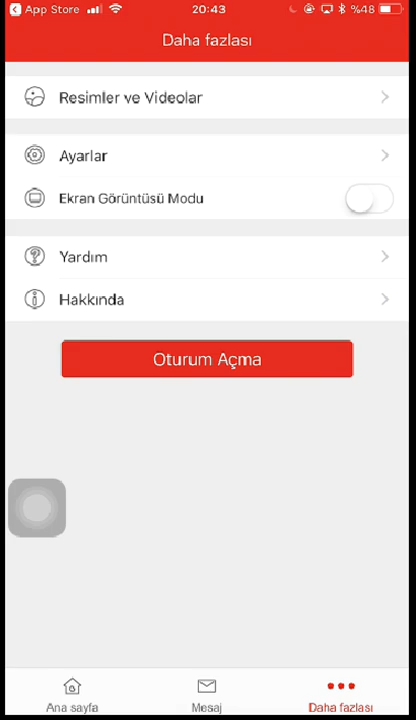 App Store 20:43 %48
Daha fazlası
Resimler ve Videolar
Ayarlar
Ekran Görüntüsü Modu
Yardım
Hakkında
Oturum Açma
Ana sayfa Mesaj Daha fazlası